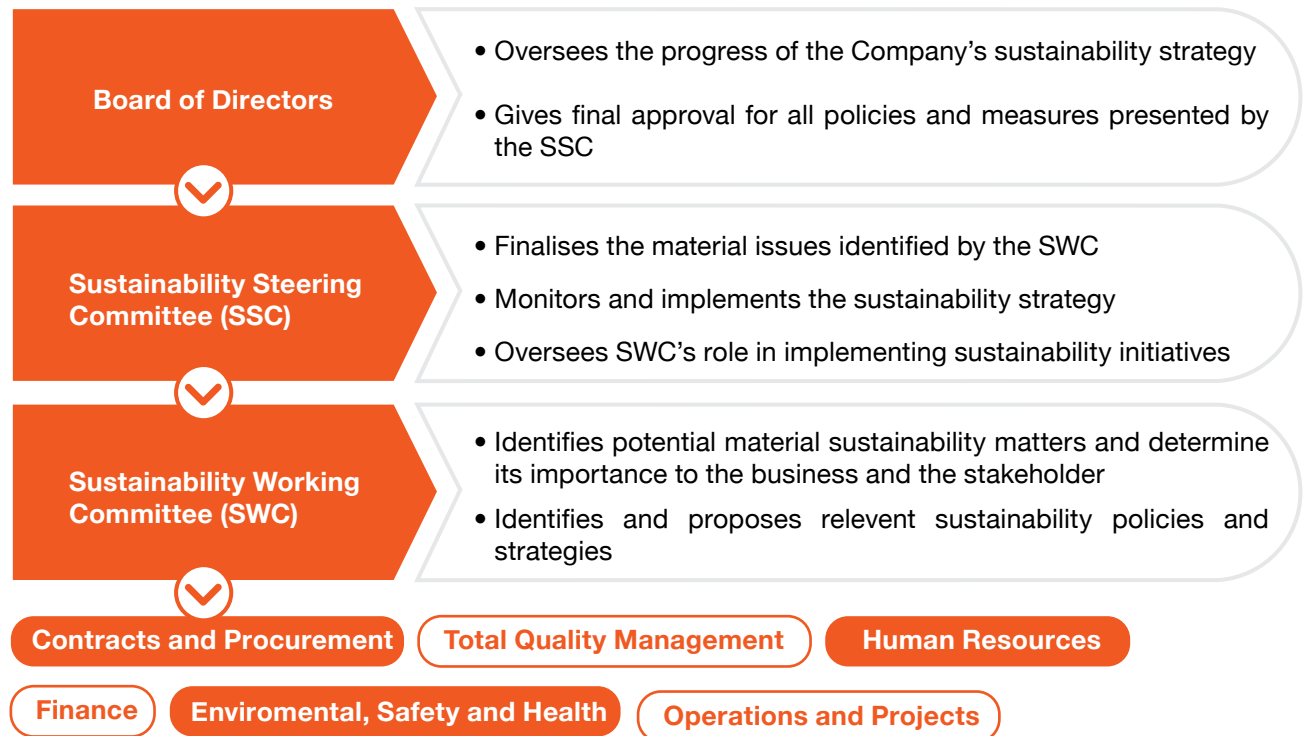 Board of Directors
• Oversees the progress of the Company’s sustainability strategy
• Gives final approval for all policies and measures presented by
the SSC
Sustainability Steering
Committee (SSC)
• Finalises the material issues identified by the SWC
• Monitors and implements the sustainability strategy
• Oversees SWC’s role in implementing sustainability initiatives
Sustainability Working
Committee (SWC)
• Identifies potential material sustainability matters and determine
its importance to the business and the stakeholder
• Identifies and proposes relevent sustainability policies and
strategies
Contracts and Procurement
Total Quality Management
Human Resources
Finance
Enviromental, Safety and Health
Operations and Projects